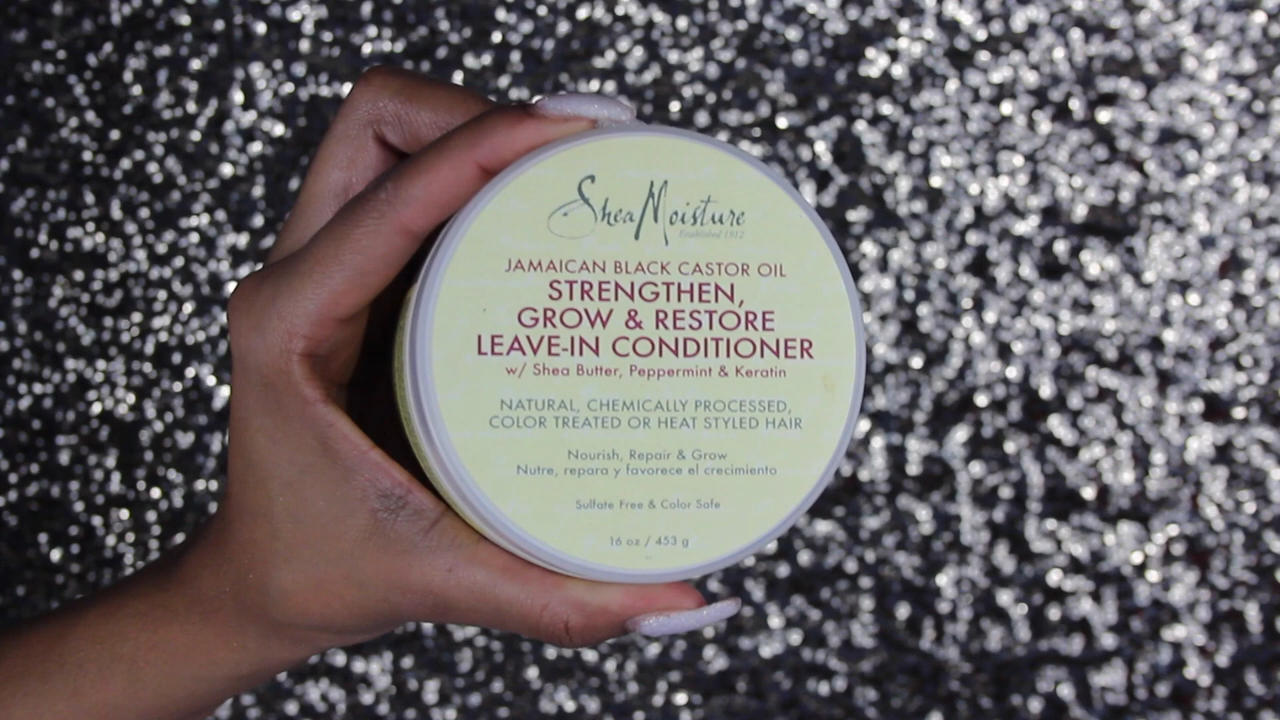 SheaMoisture
Established 1912
JAMAICAN BLACK CASTOR OIL
STRENGTHEN,
GROW & RESTORE
LEAVE-IN CONDITIONER
w/ Shea Butter, Peppermint & Keratin
NATURAL, CHEMICALLY PROCESSED,
COLOR TREATED OR HEAT STYLED HAIR
Nourish, Repair & Grow
Nutre, repara y favorece el crecimiento
Sulfate Free & Color Safe
16 oz / 453 g